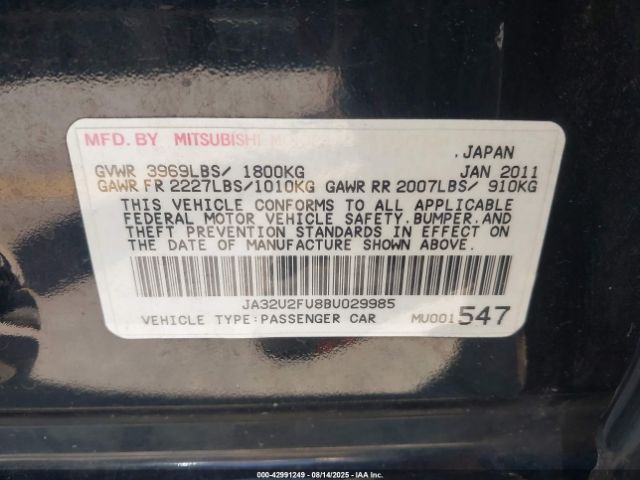 MFD. BY MITSUBISHI
.JAPAN
GVWR 3969LBS/ 1800KG JAN 2011
GAWR FR 2227LBS/1010KG GAWR RR 2007LBS/ 910KG
THIS VEHICLE CONFORMS TO ALL APPLICABLE
FEDERAL MOTOR VEHICLE SAFETY, BUMPER, AND
THEFT PREVENTION STANDARDS IN EFFECT ON
THE DATE OF MANUFACTURE SHOWN ABOVE.
JA32U2FU8BU029985
VEHICLE TYPE:PASSENGER CAR MU001547
000-42991249 - 08/14/2025 - IAA Inc.